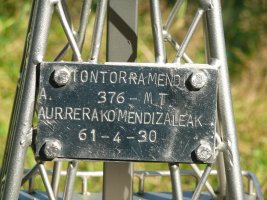 TONTORRAMENDI
A. 376-M.T
AURRERAKO MENDIZALEAK
61-4-30